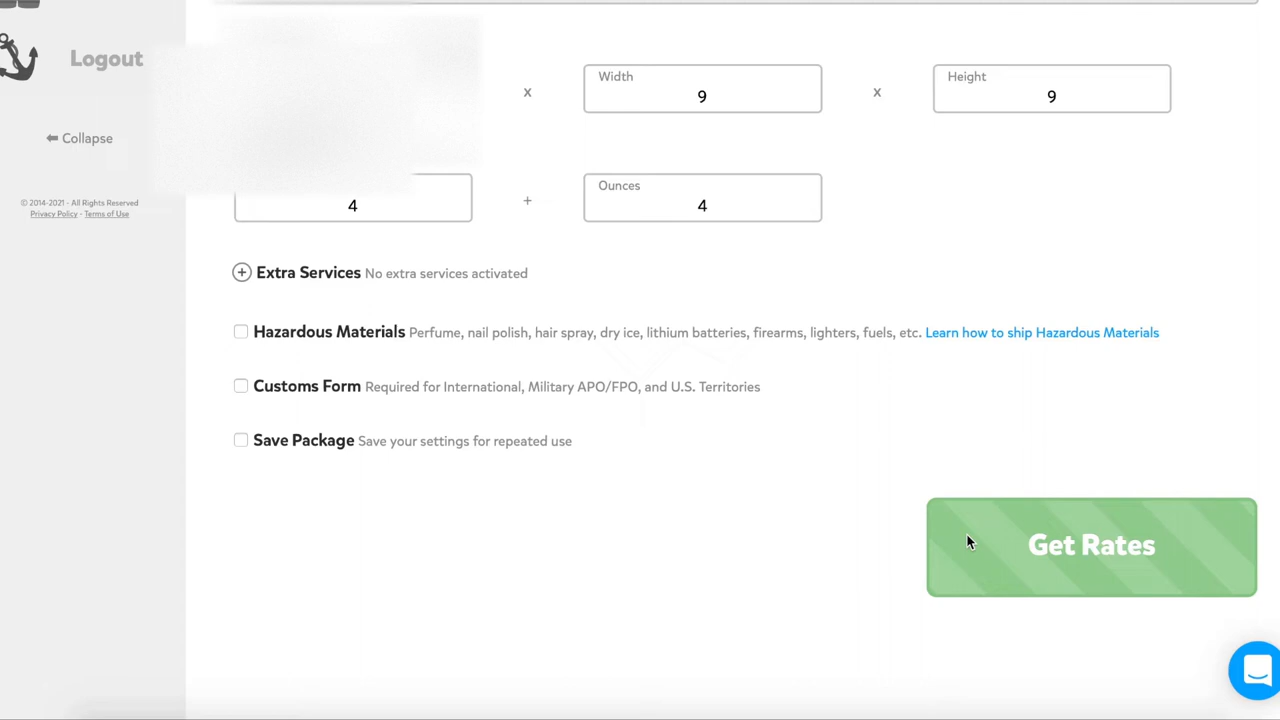 Logout
⬅ Collapse
© 2014-2021 - All Rights Reserved
Privacy Policy - Terms of Use
x
Width
9
x
Height
9
4
+
Ounces
4
Extra Services No extra services activated
Hazardous Materials Perfume, nail polish, hair spray, dry ice, lithium batteries, firearms, lighters, fuels, etc. Learn how to ship Hazardous Materials
Customs Form Required for International, Military APO/FPO, and U.S. Territories
Save Package Save your settings for repeated use
Get Rates